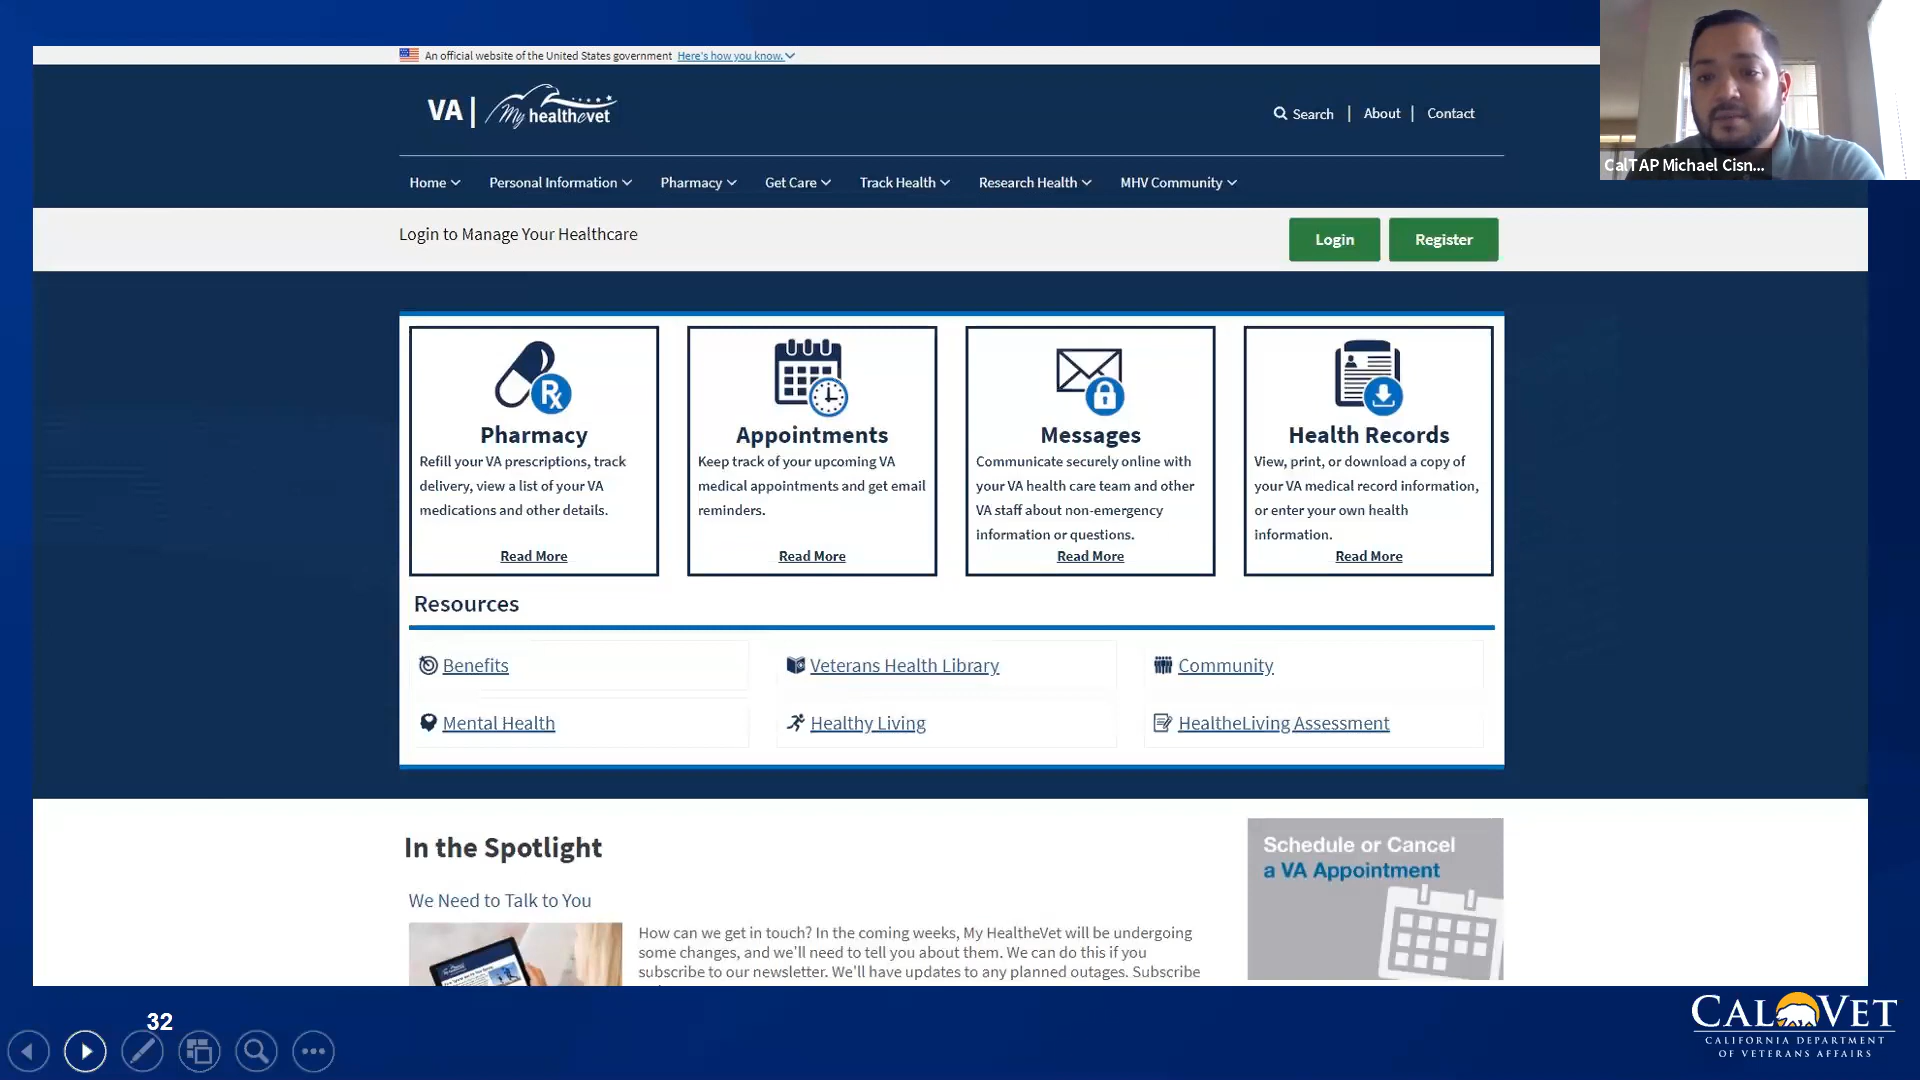 An official website of the United States government Here's how you know.
VA | My healthevet
Search | About | Contact
CalTAP Michael Cisn...
Home Personal Information Pharmacy Get Care Track Health Research Health MHV Community
Login to Manage Your Healthcare
Login Register
Pharmacy
Refill your VA prescriptions, track
delivery, view a list of your VA
medications and other details.
Read More
Appointments
Keep track of your upcoming VA
medical appointments and get email
reminders.
Read More
Messages
Communicate securely online with
your VA health care team and other
VA staff about non-emergency
information or questions.
Read More
Health Records
View, print, or download a copy of
your VA medical record information,
or enter your own health
information.
Read More
Resources
Benefits
Veterans Health Library
Community
Mental Health
Healthy Living
HealtheLiving Assessment
In the Spotlight
We Need to Talk to You
How can we get in touch? In the coming weeks, My HealtheVet will be undergoing
some changes, and we'll need to tell you about them. We can do this if you
subscribe to our newsletter. We'll have updates to any planned outages. Subscribe
Schedule or Cancel
a VA Appointment
32
CALVET
CALIFORNIA DEPARTMENT
OF VETERANS AFFAIRS